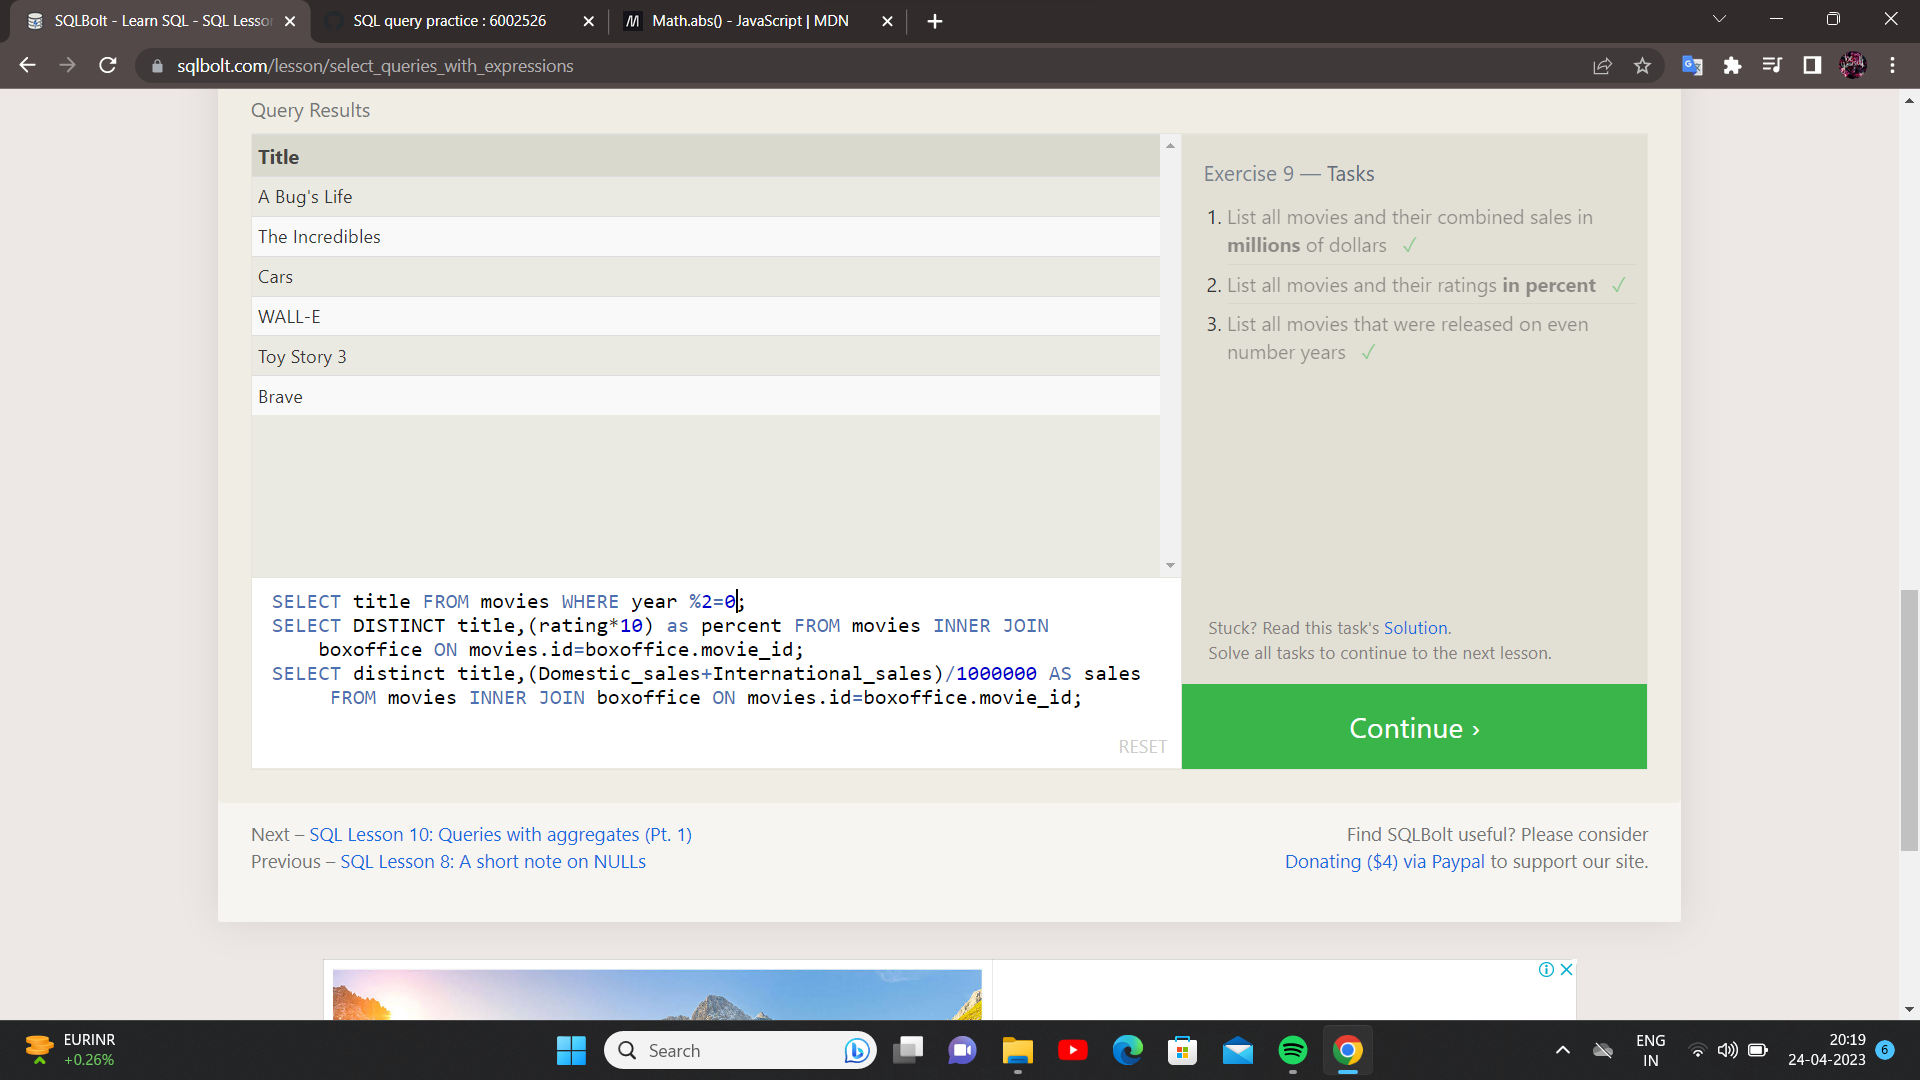 SQLBolt - Learn SQL - SQL Lesso
SQL query practice : 6002526
Math.abs() - JavaScript | MDN
sqlbolt.com/lesson/select_queries_with_expressions
Query Results
Title
A Bug's Life
The Incredibles
Cars
WALL-E
Toy Story 3
Brave
Exercise 9 — Tasks
1. List all movies and their combined sales in
millions of dollars ✓
2. List all movies and their ratings in percent ✓
3. List all movies that were released on even
number years ✓
SELECT title FROM movies WHERE year %2=0;
SELECT DISTINCT title,(rating*10) as percent FROM movies INNER JOIN
boxoffice ON movies.id=boxoffice.movie_id;
SELECT distinct title,(Domestic_sales+International_sales)/1000000 AS sales
FROM movies INNER JOIN boxoffice ON movies.id=boxoffice.movie_id;
RESET
Stuck? Read this task's Solution.
Solve all tasks to continue to the next lesson.
Continue ›
Next – SQL Lesson 10: Queries with aggregates (Pt. 1)
Previous – SQL Lesson 8: A short note on NULLs
Find SQLBolt useful? Please consider
Donating ($4) via Paypal to support our site.
EURINR
+0.26%
Search
ENG
IN
20:19
24-04-2023
6